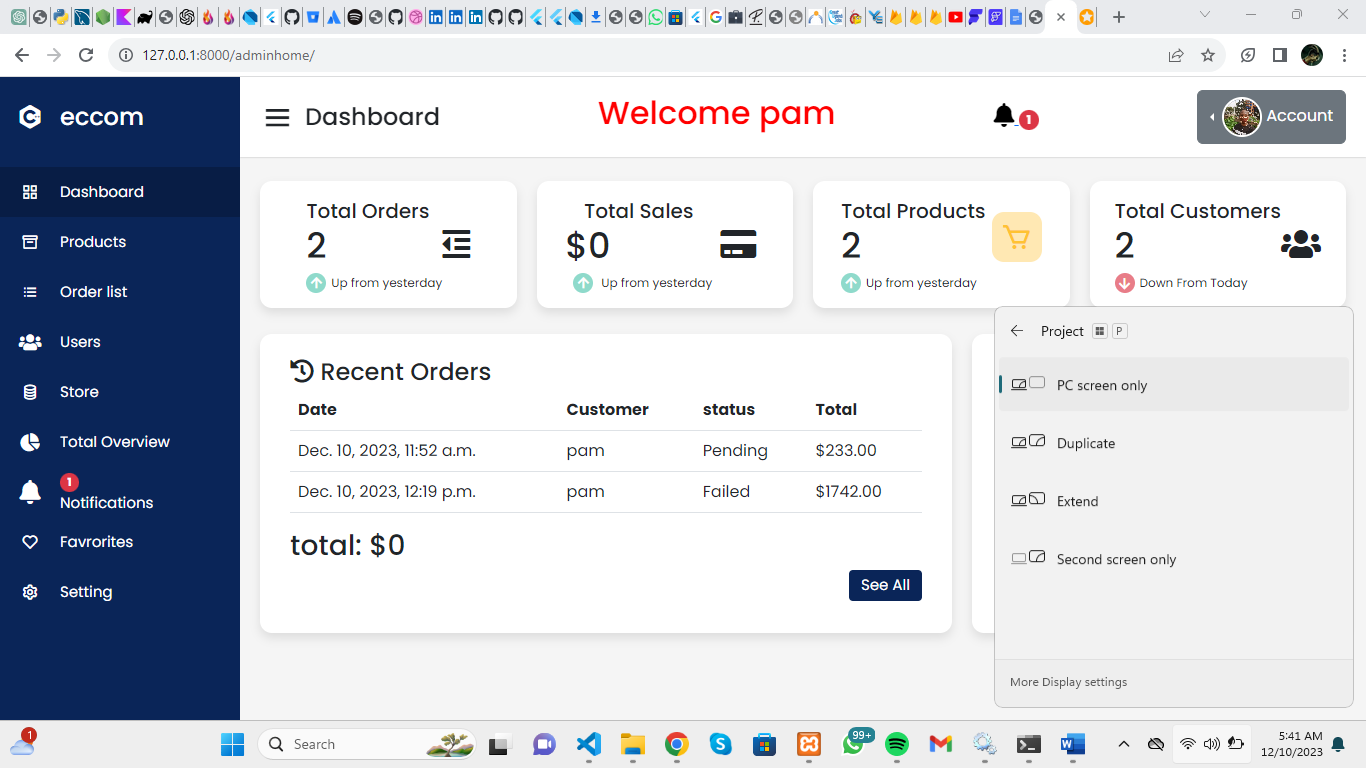 127.0.0.1:8000/adminhome/
eccom
Dashboard
Welcome pam
1
Account
Dashboard
Products
Order list
Users
Store
Total Overview
1
Notifications
Favrorites
Setting
Total Orders
2
Up from yesterday
Total Sales
$0
Up from yesterday
Total Products
2
Up from yesterday
Total Customers
2
Down From Today
Recent Orders
Date Customer status Total
Dec. 10, 2023, 11:52 a.m. pam Pending $233.00
Dec. 10, 2023, 12:19 p.m. pam Failed $1742.00
total: $0
See All
Project P
PC screen only
Duplicate
Extend
Second screen only
More Display settings
1
Search
99+
5:41 AM
12/10/2023